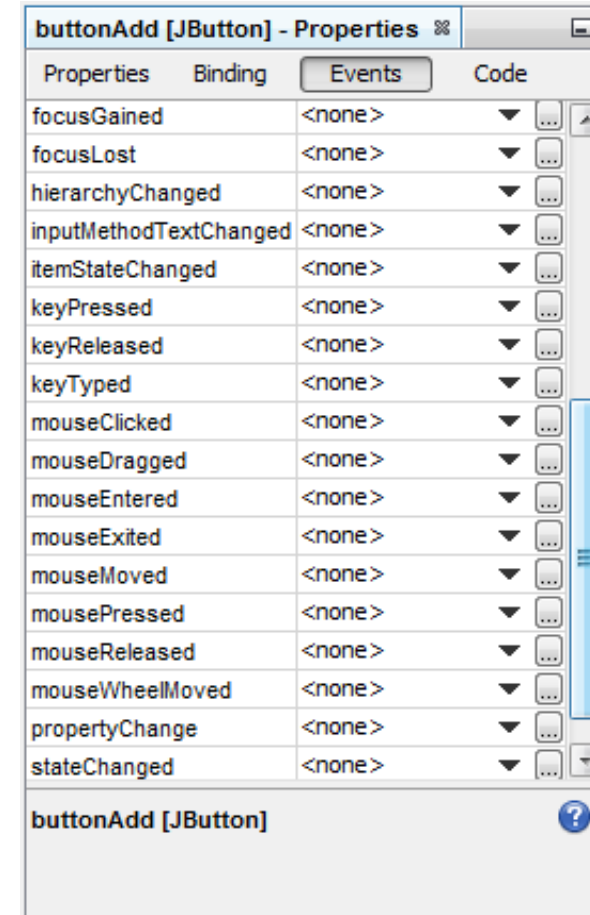 buttonAdd [JButton] - Properties
Properties Binding Events Code
focusGained <none> ...
focusLost <none> ...
hierarchyChanged <none> ...
inputMethodTextChanged <none> ...
itemStateChanged <none> ...
keyPressed <none> ...
keyReleased <none> ...
keyTyped <none> ...
mouseClicked <none> ...
mouseDragged <none> ...
mouseEntered <none> ...
mouseExited <none> ...
mouseMoved <none> ...
mousePressed <none> ...
mouseReleased <none> ...
mouseWheelMoved <none> ...
propertyChange <none> ...
stateChanged <none> ...
buttonAdd [JButton] ?